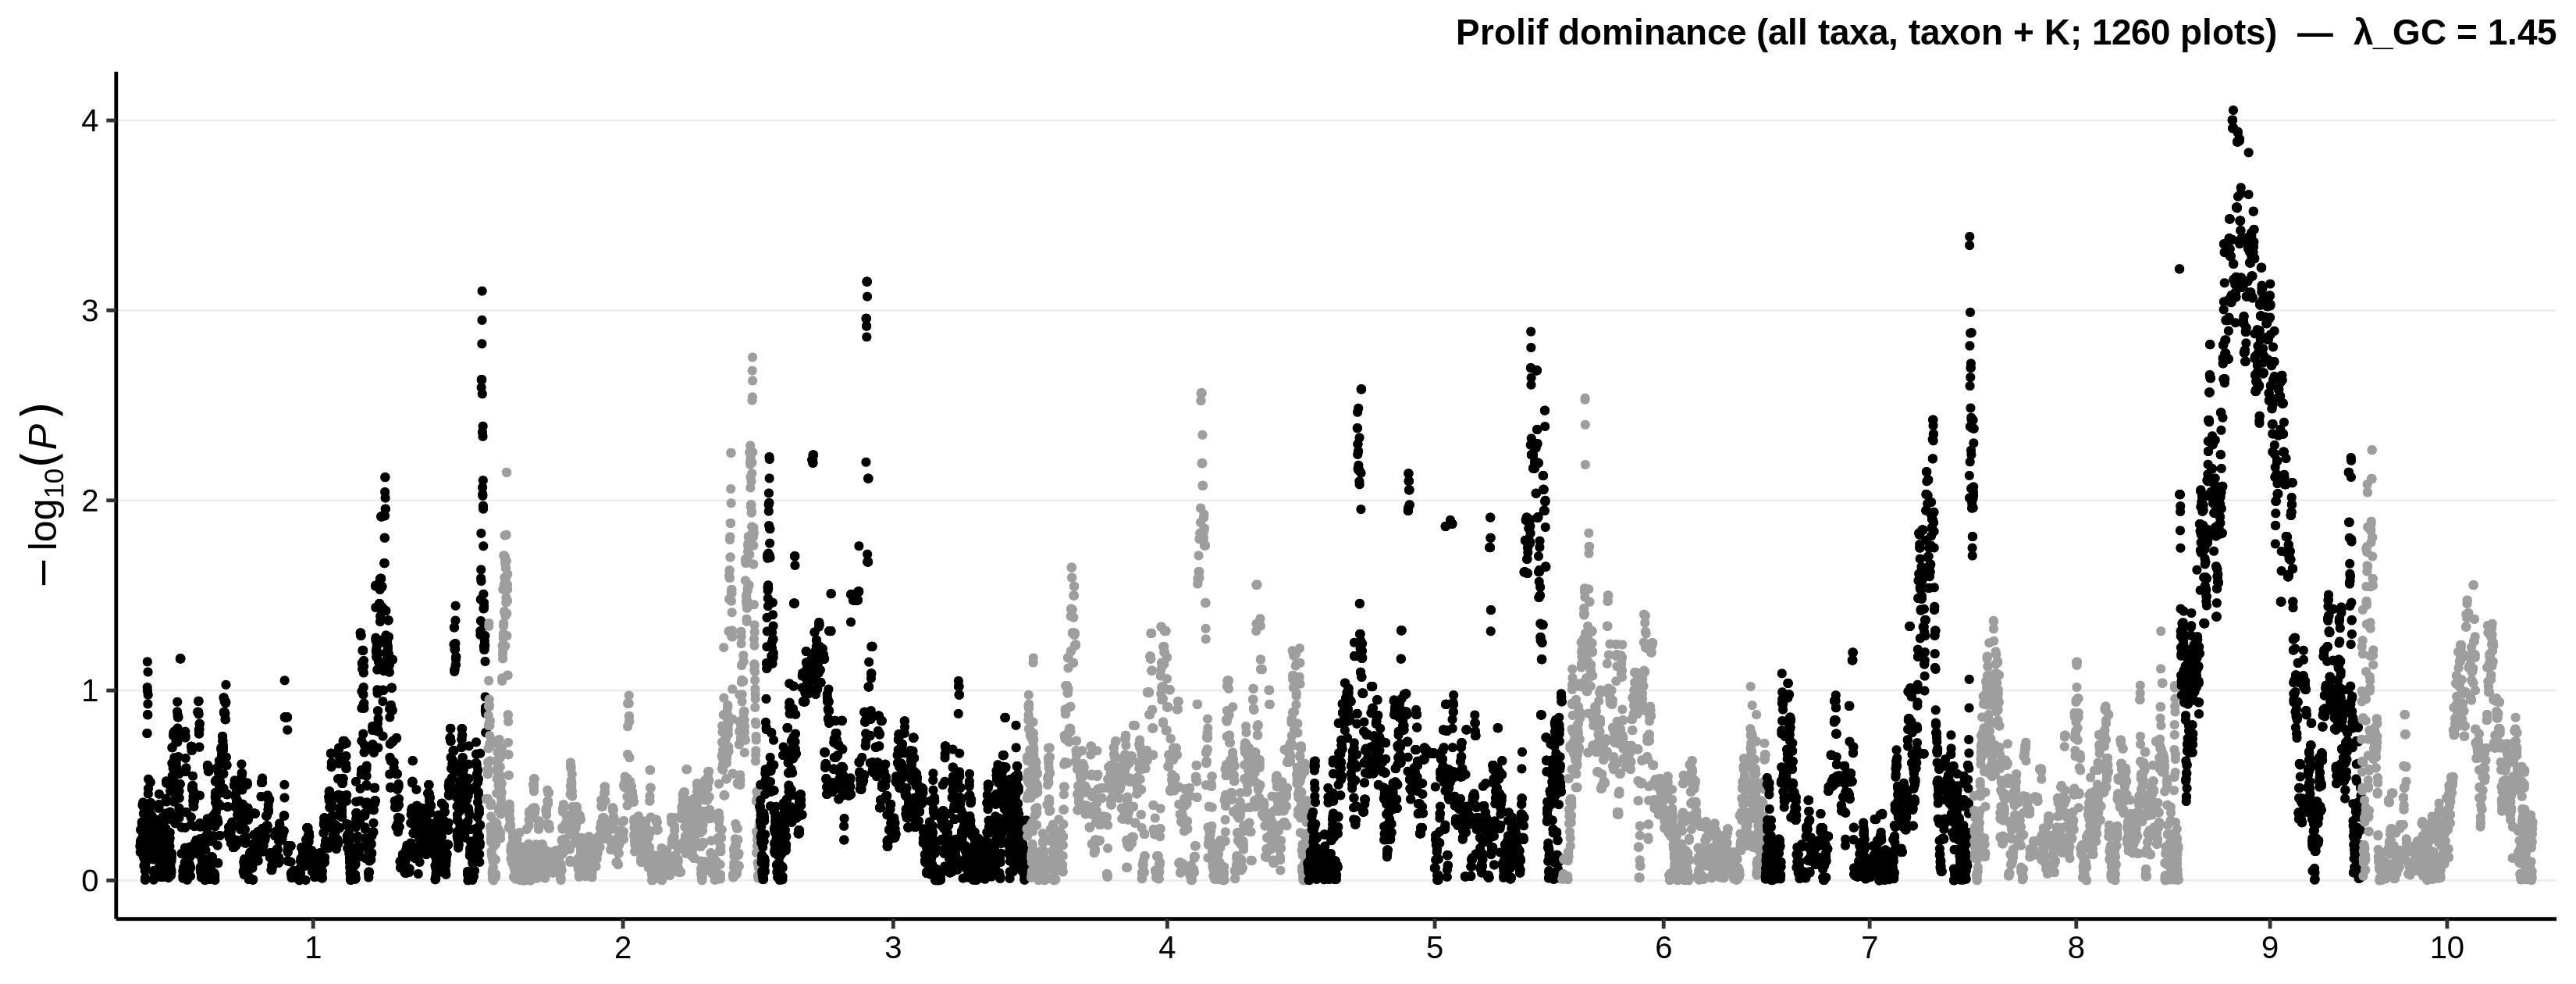 Prolif dominance (all taxa, taxon + K; 1260 plots) — λ_GC = 1.45
− log10(P)
4
3
2
1
0
1 2 3 4 5 6 7 8 9 10